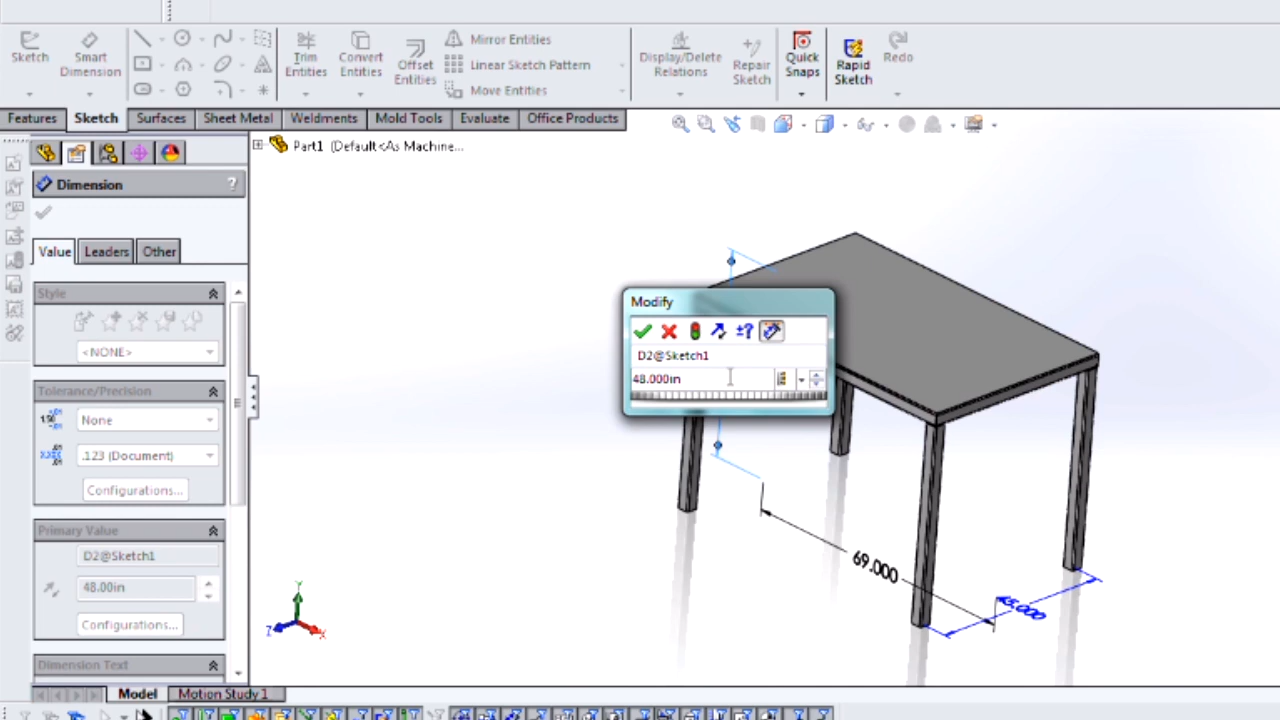 Sketch
Smart
Dimension
Trim
Entities
Convert
Entities
Offset
Entities
Mirror Entities
Linear Sketch Pattern
Move Entities
Display/Delete
Relations
Repair
Sketch
Quick
Snaps
Rapid
Sketch
Redo
Features Sketch Surfaces Sheet Metal Weldments Mold Tools Evaluate Office Products
Part1 (Default<As Machine...
Dimension ?
Value Leaders Other
Style
<NONE>
Tolerance/Precision
None
.123 (Document)
Configurations...
Primary Value
D2@Sketch1
48.00in
Configurations...
Dimension Text
Modify
D2@Sketch1
48.000in
69.000
Y
Z
X
Model Motion Study 1